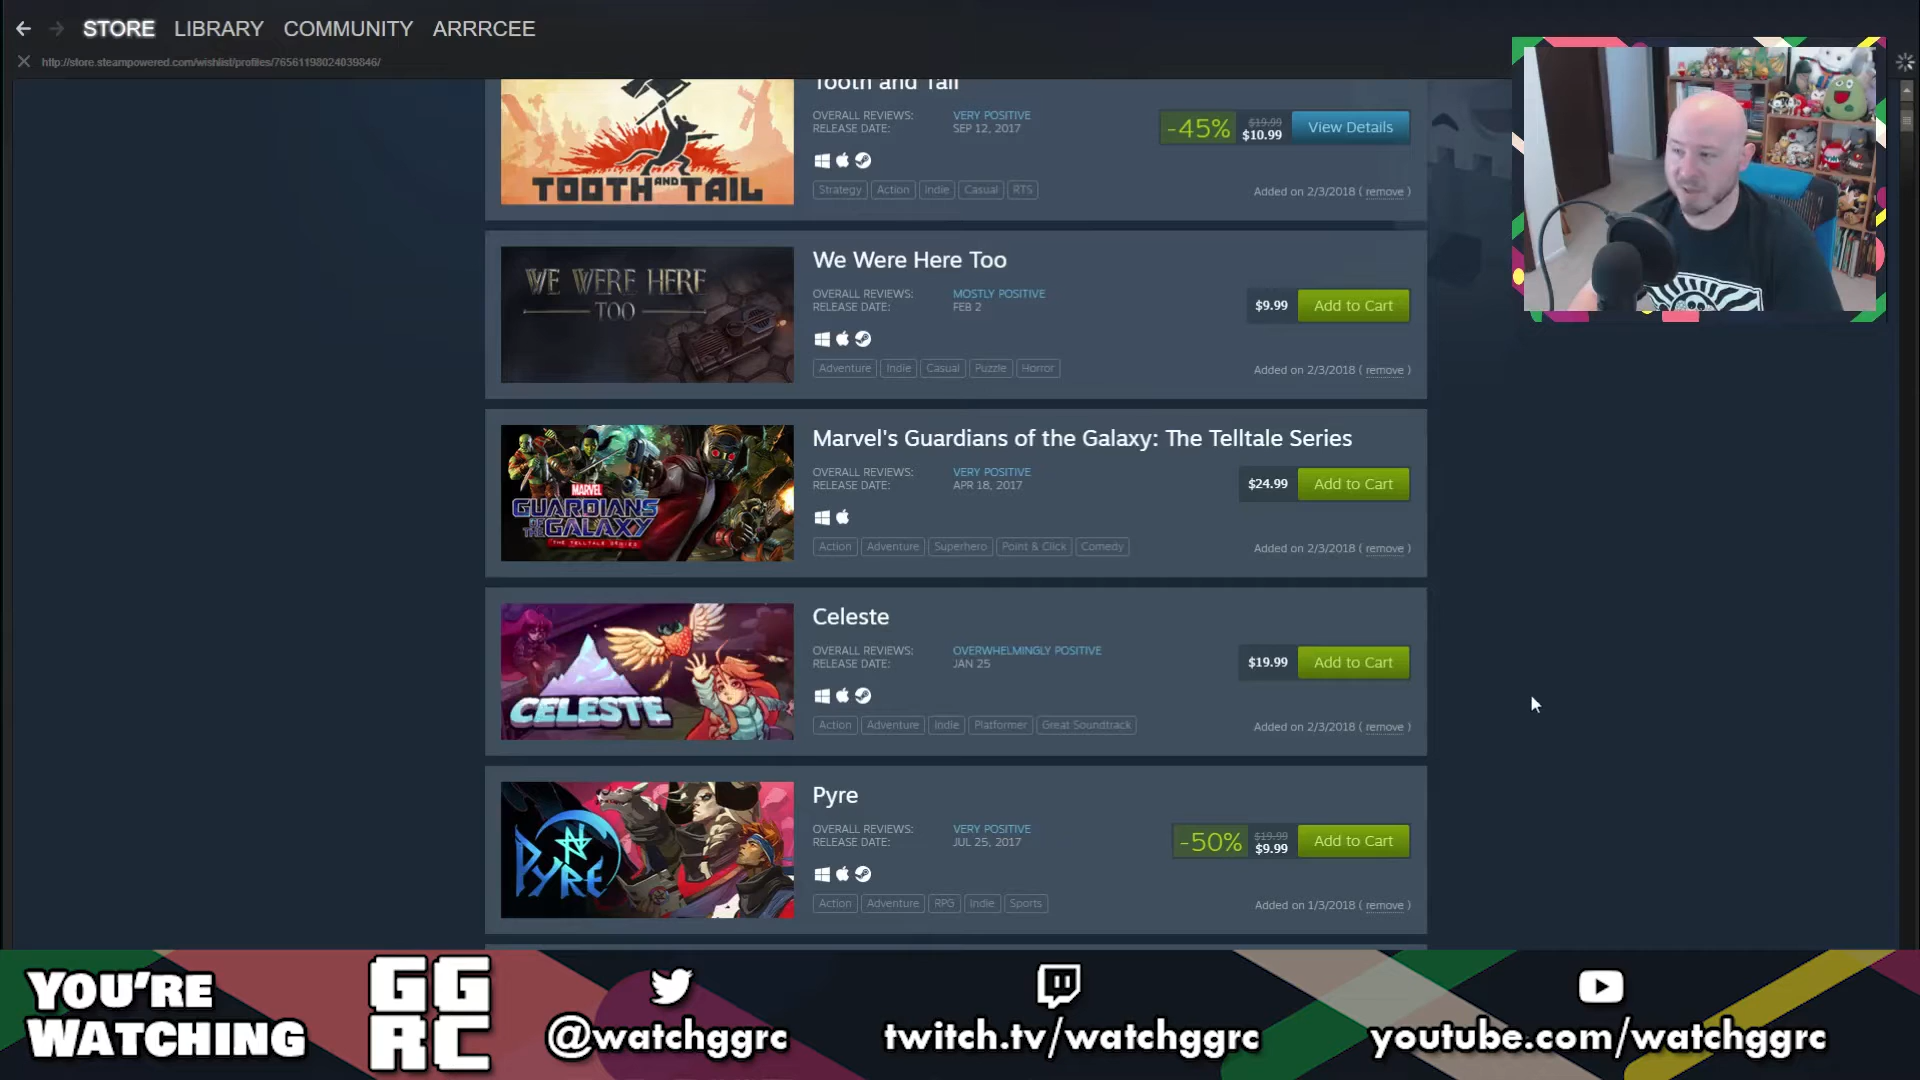 STORE LIBRARY COMMUNITY ARRRCEE
http://store.steampowered.com/wishlist/profiles/76561198024039846/
Tooth and Tail
OVERALL REVIEWS: VERY POSITIVE
RELEASE DATE: SEP 12, 2017
-45% $19.99 $10.99 View Details
Strategy Action Indie Casual RTS
Added on 2/3/2018 ( remove )
TOOTH AND TAIL
We Were Here Too
OVERALL REVIEWS: MOSTLY POSITIVE
RELEASE DATE: FEB 2
$9.99 Add to Cart
Adventure Indie Casual Puzzle Horror
Added on 2/3/2018 ( remove )
WE WERE HERE
TOO
Marvel's Guardians of the Galaxy: The Telltale Series
OVERALL REVIEWS: VERY POSITIVE
RELEASE DATE: APR 18, 2017
$24.99 Add to Cart
Action Adventure Superhero Point & Click Comedy
Added on 2/3/2018 ( remove )
MARVEL
GUARDIANS
OF THE GALAXY
THE TELLTALE SERIES
Celeste
OVERALL REVIEWS: OVERWHELMINGLY POSITIVE
RELEASE DATE: JAN 25
$19.99 Add to Cart
Action Adventure Indie Platformer Great Soundtrack
Added on 2/3/2018 ( remove )
CELESTE
Pyre
OVERALL REVIEWS: VERY POSITIVE
RELEASE DATE: JUL 25, 2017
-50% $19.99 $9.99 Add to Cart
Action Adventure RPG Indie Sports
Added on 1/3/2018 ( remove )
PYRE
YOU'RE
WATCHING
GG
RC
@watchggrc
twitch.tv/watchggrc
youtube.com/watchggrc